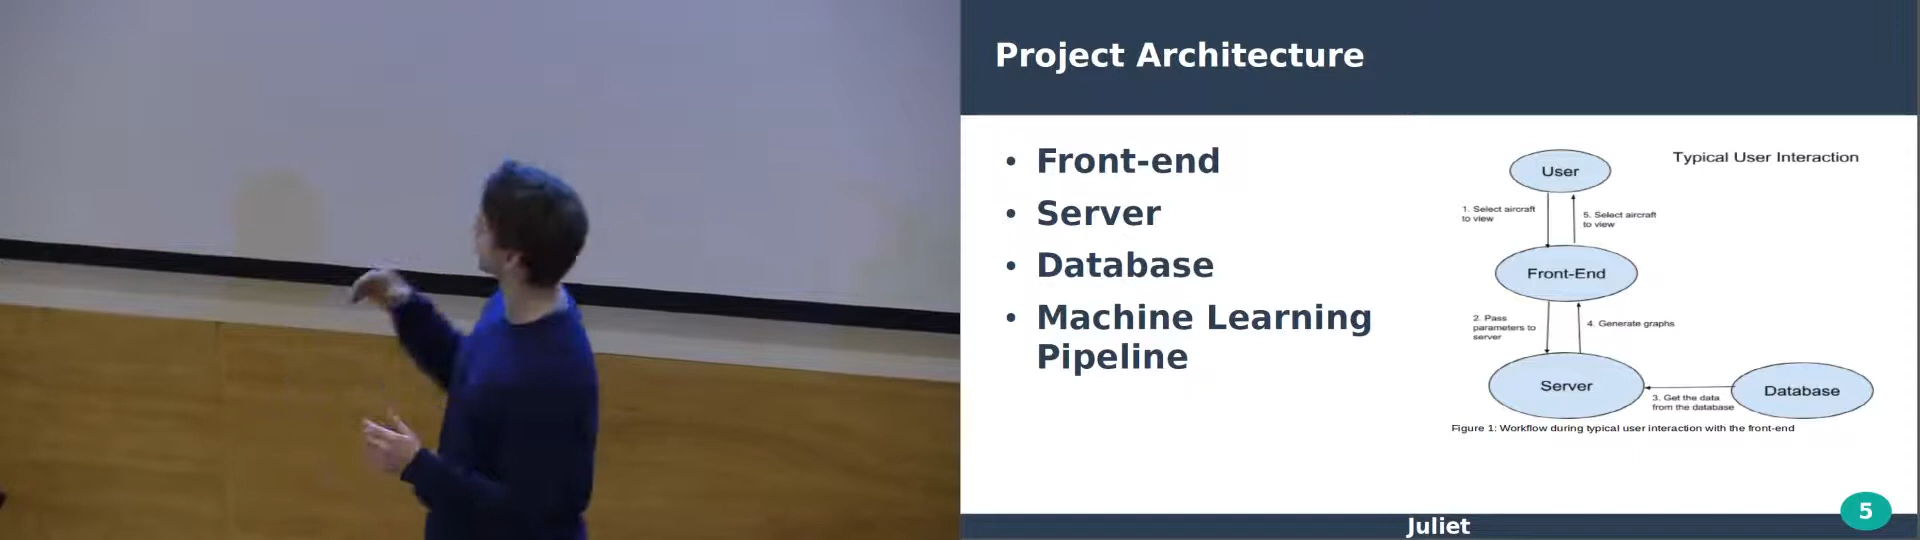 Project Architecture
• Front-end
• Server
• Database
• Machine Learning
Pipeline
Typical User Interaction
User
1. Select aircraft
to view
5. Select aircraft
to view
Front-End
2. Pass
parameters to
server
4. Generate graphs
Server
3. Get the data
from the database
Database
Figure 1: Workflow during typical user interaction with the front-end
Juliet
5